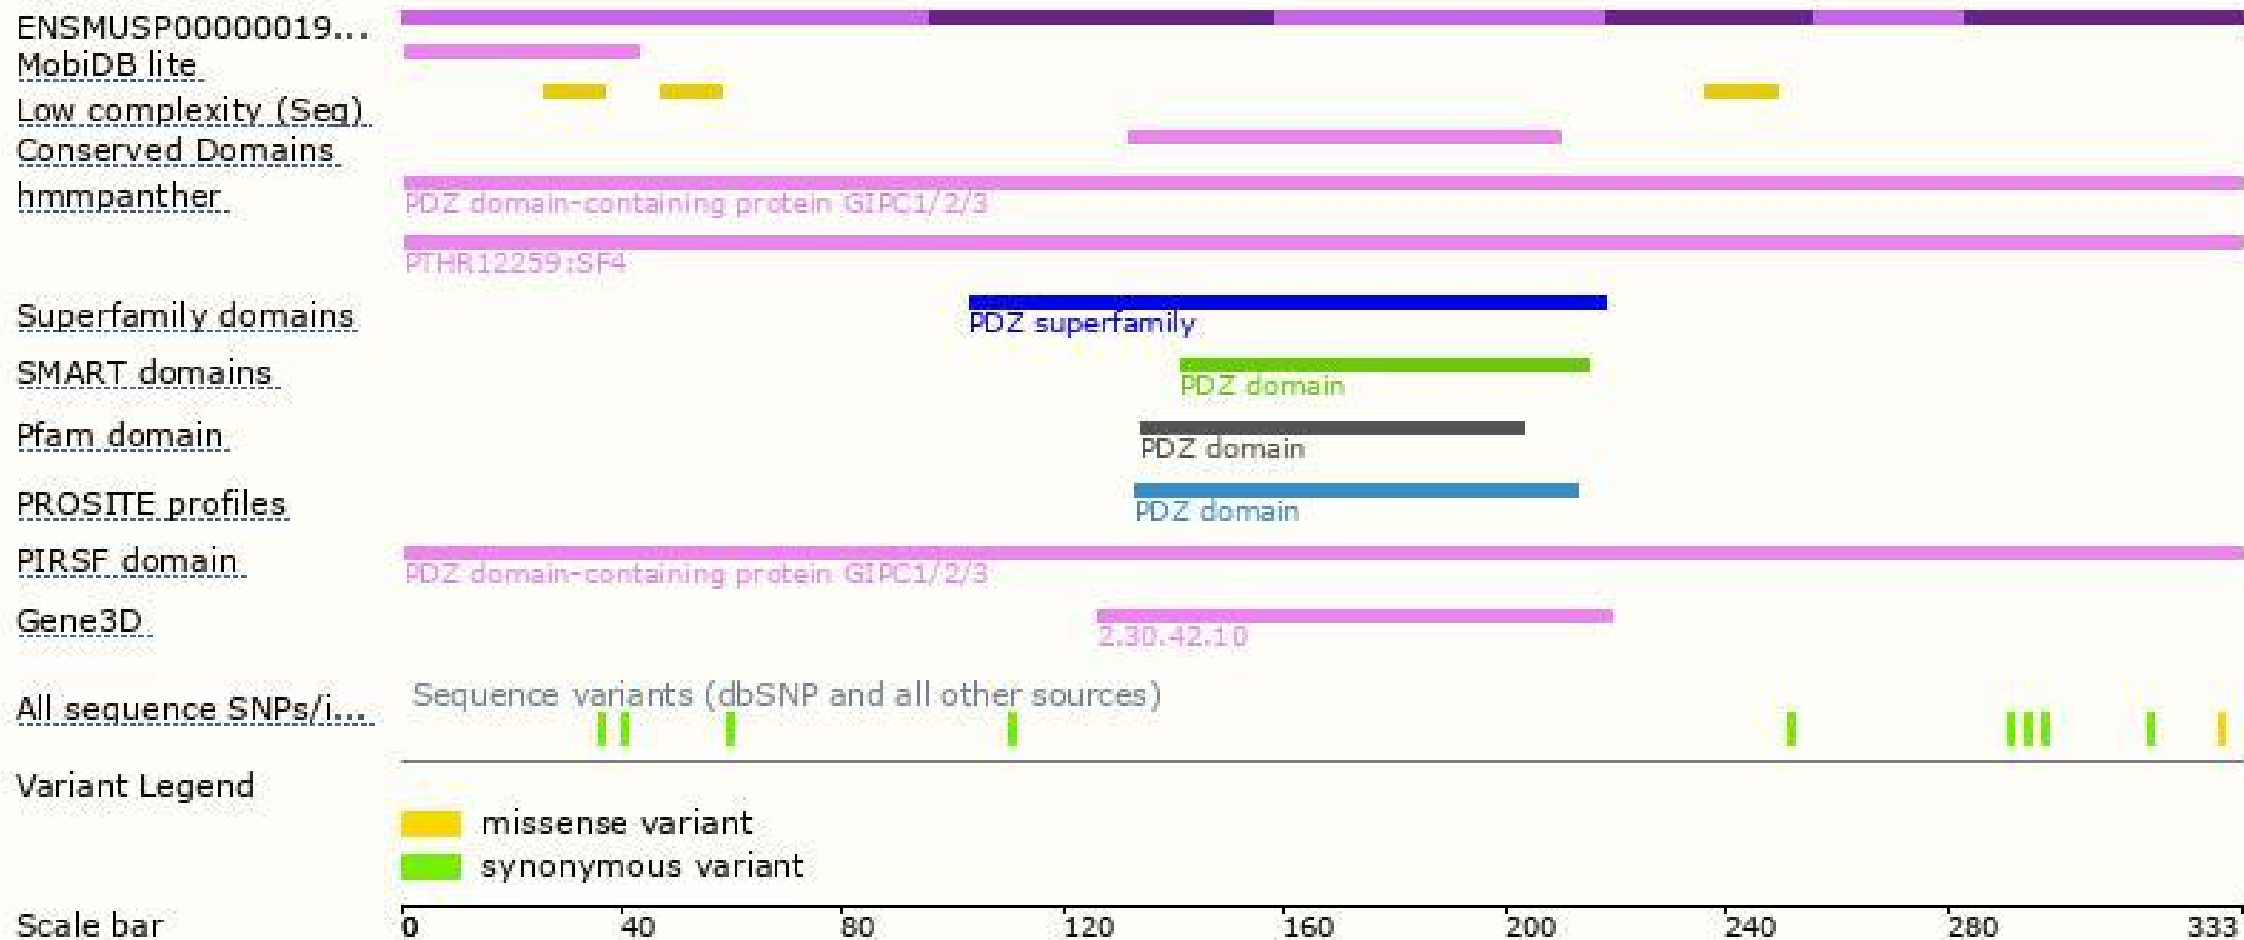 ENSMUSP00000019...
MobiDB lite
Low complexity (Seg)
Conserved Domains
hmmpanther
PDZ domain-containing protein GIPC1/2/3
PTHR12259:SF4
Superfamily domains
PDZ superfamily
SMART domains
PDZ domain
Pfam domain
PDZ domain
PROSITE profiles
PDZ domain
PIRSF domain
PDZ domain-containing protein GIPC1/2/3
Gene3D
2.30.42.10
All sequence SNPs/i...
Sequence variants (dbSNP and all other sources)
Variant Legend
missense variant
synonymous variant
Scale bar
0 40 80 120 160 200 240 280 333